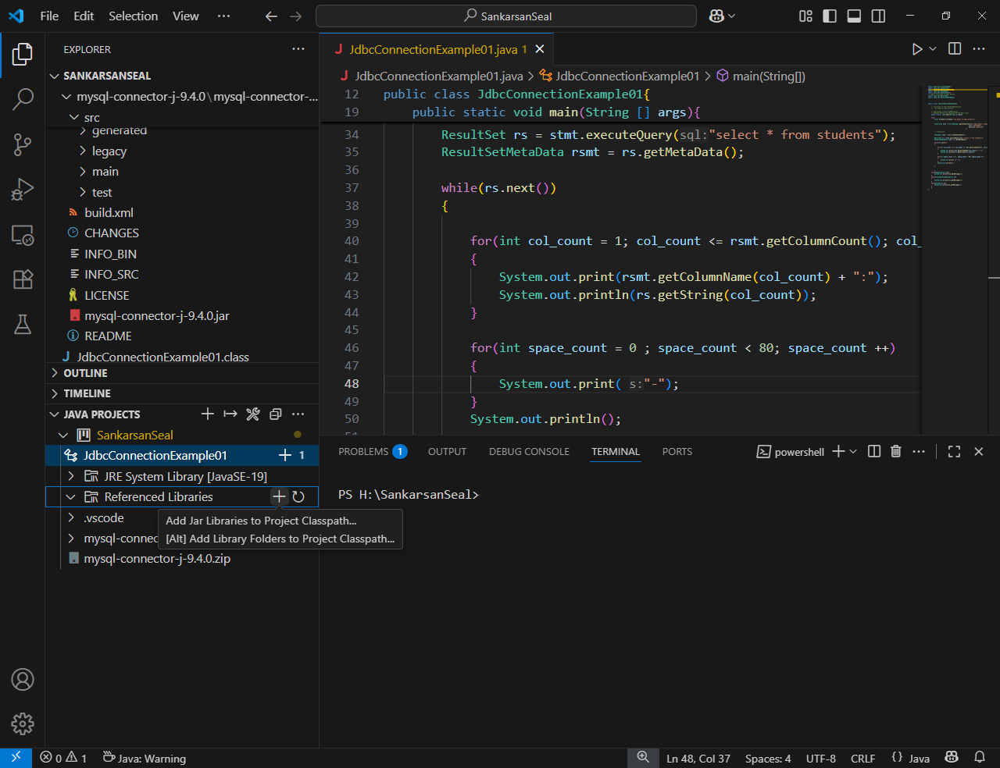 File Edit Selection View ···
SankarsanSeal
EXPLORER
SANKARSANSEAL
mysql-connector-j-9.4.0\mysql-connector-...
src
generated
legacy
main
test
build.xml
CHANGES
INFO_BIN
INFO_SRC
LICENSE
mysql-connector-j-9.4.0.jar
README
JdbcConnectionExample01.class
OUTLINE
TIMELINE
JAVA PROJECTS
SankarsanSeal
JdbcConnectionExample01 1
JRE System Library [JavaSE-19]
Referenced Libraries
.vscode
mysql-connec
mysql-connector-j-9.4.0.zip
Add Jar Libraries to Project Classpath...
[Alt] Add Library Folders to Project Classpath...
JdbcConnectionExample01.java 1
JdbcConnectionExample01.java > JdbcConnectionExample01 > main(String[])
12 public class JdbcConnectionExample01{
19 public static void main(String [] args){
34 ResultSet rs = stmt.executeQuery(sql:"select * from students");
35 ResultSetMetaData rsmt = rs.getMetaData();
36
37 while(rs.next())
38 {
39
40 for(int col_count = 1; col_count <= rsmt.getColumnCount(); col_
41 {
42 System.out.print(rsmt.getColumnName(col_count) + ":");
43 System.out.println(rs.getString(col_count));
44 }
45
46 for(int space_count = 0 ; space_count < 80; space_count ++)
47 {
48 System.out.print( s:"-");
49 }
50 System.out.println();
PROBLEMS 1 OUTPUT DEBUG CONSOLE TERMINAL PORTS
powershell
PS H:\SankarsanSeal>
0 1 Java: Warning
Ln 48, Col 37 Spaces: 4 UTF-8 CRLF {} Java